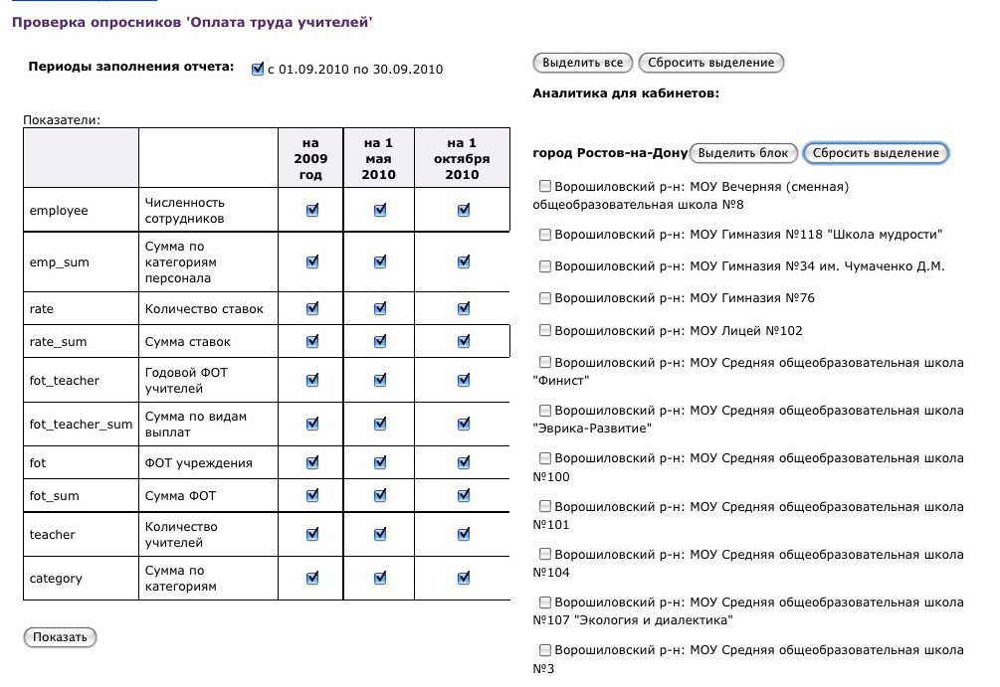 Проверка опросников 'Оплата труда учителей'
Периоды заполнения отчета: с 01.09.2010 по 30.09.2010
Показатели:
на 2009 год
на 1 мая 2010
на 1 октября 2010
employee
Численность
сотрудников
emp_sum
Сумма по
категориям
персонала
rate
Количество ставок
rate_sum
Сумма ставок
fot_teacher
Годовой ФОТ
учителей
fot_teacher_sum
Сумма по видам
выплат
fot
ФОТ учреждения
fot_sum
Сумма ФОТ
teacher
Количество
учителей
category
Сумма по
категориям
Показать
Выделить все
Сбросить выделение
Аналитика для кабинетов:
город Ростов-на-Дону Выделить блок Сбросить выделение
Ворошиловский р-н: МОУ Вечерняя (сменная)
общеобразовательная школа №8
Ворошиловский р-н: МОУ Гимназия №118 "Школа мудрости"
Ворошиловский р-н: МОУ Гимназия №34 им. Чумаченко Д.М.
Ворошиловский р-н: МОУ Гимназия №76
Ворошиловский р-н: МОУ Лицей №102
Ворошиловский р-н: МОУ Средняя общеобразовательная школа
"Финист"
Ворошиловский р-н: МОУ Средняя общеобразовательная школа
"Эврика-Развитие"
Ворошиловский р-н: МОУ Средняя общеобразовательная школа
№100
Ворошиловский р-н: МОУ Средняя общеобразовательная школа
№101
Ворошиловский р-н: МОУ Средняя общеобразовательная школа
№104
Ворошиловский р-н: МОУ Средняя общеобразовательная школа
№107 "Экология и диалектика"
Ворошиловский р-н: МОУ Средняя общеобразовательная школа
№3